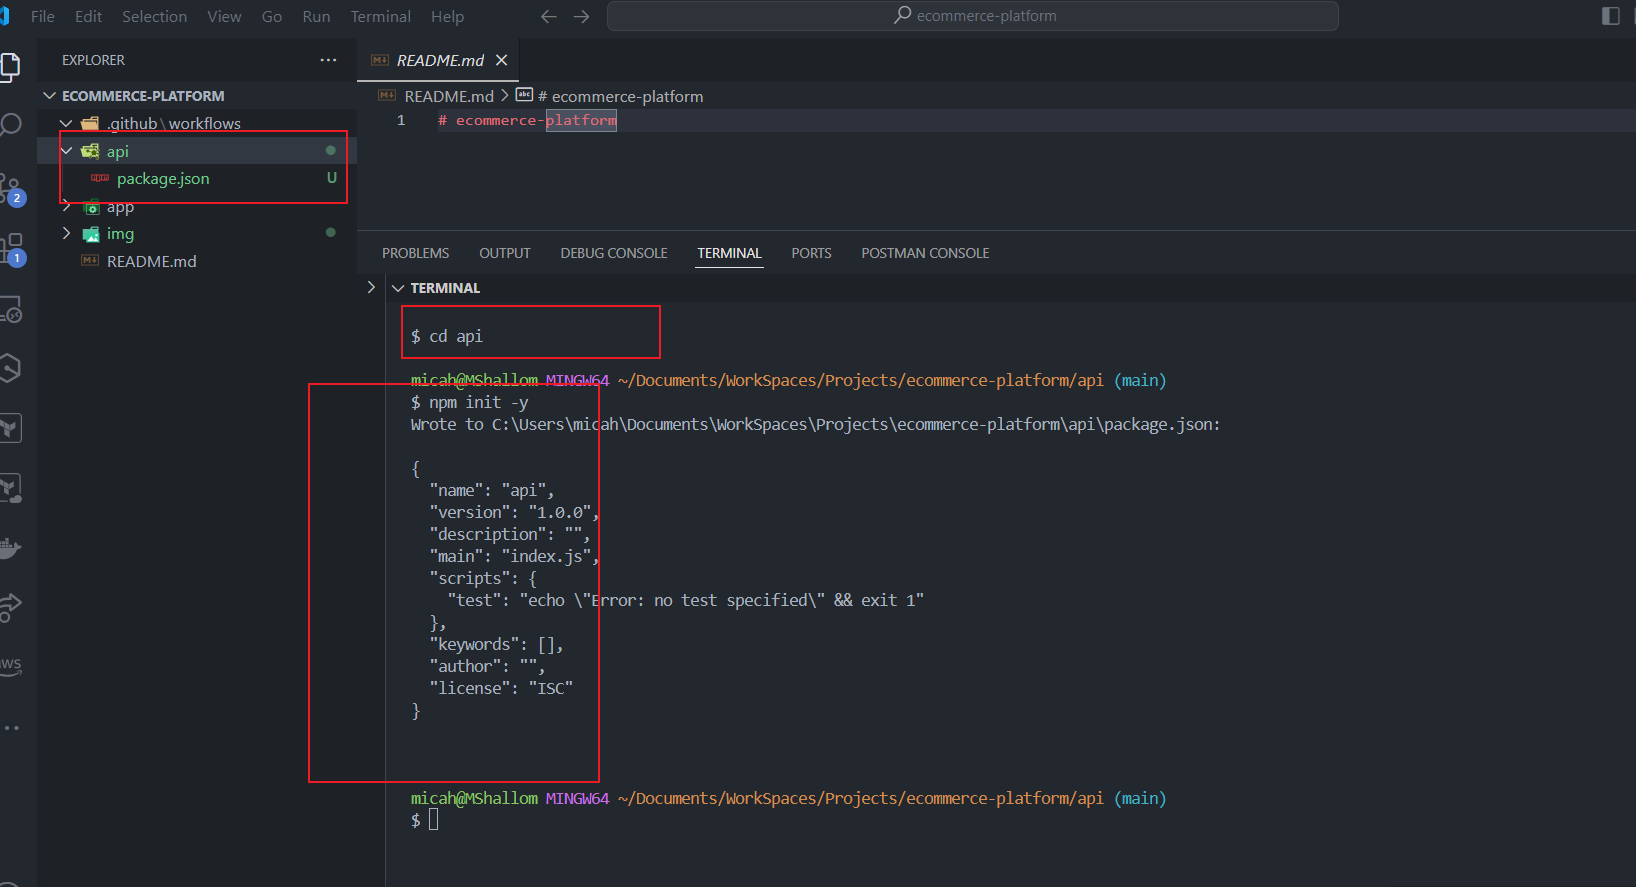 File Edit Selection View Go Run Terminal Help
ecommerce-platform
EXPLORER
ECOMMERCE-PLATFORM
.github\workflows
api
package.json U
app
img
README.md
2
1
aws
README.md
README.md > # ecommerce-platform
1 # ecommerce-platform
PROBLEMS OUTPUT DEBUG CONSOLE TERMINAL PORTS POSTMAN CONSOLE
TERMINAL
$ cd api
micah@MShallom MINGW64 ~/Documents/WorkSpaces/Projects/ecommerce-platform/api (main)
$ npm init -y
Wrote to C:\Users\micah\Documents\WorkSpaces\Projects\ecommerce-platform\api\package.json:
{
"name": "api",
"version": "1.0.0",
"description": "",
"main": "index.js",
"scripts": {
"test": "echo \"Error: no test specified\" && exit 1"
},
"keywords": [],
"author": "",
"license": "ISC"
}
micah@MShallom MINGW64 ~/Documents/WorkSpaces/Projects/ecommerce-platform/api (main)
$